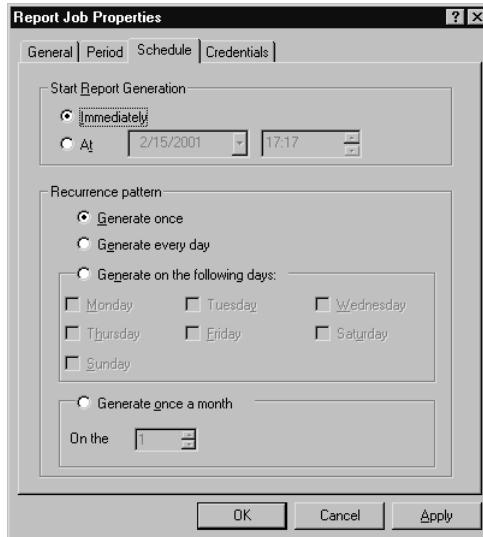 Report Job Properties
General Period Schedule Credentials
Start Report Generation
Immediately
At 2/15/2001 17:17
Recurrence pattern
Generate once
Generate every day
Generate on the following days:
Monday Tuesday Wednesday
Thursday Friday Saturday
Sunday
Generate once a month
On the 1
OK Cancel Apply